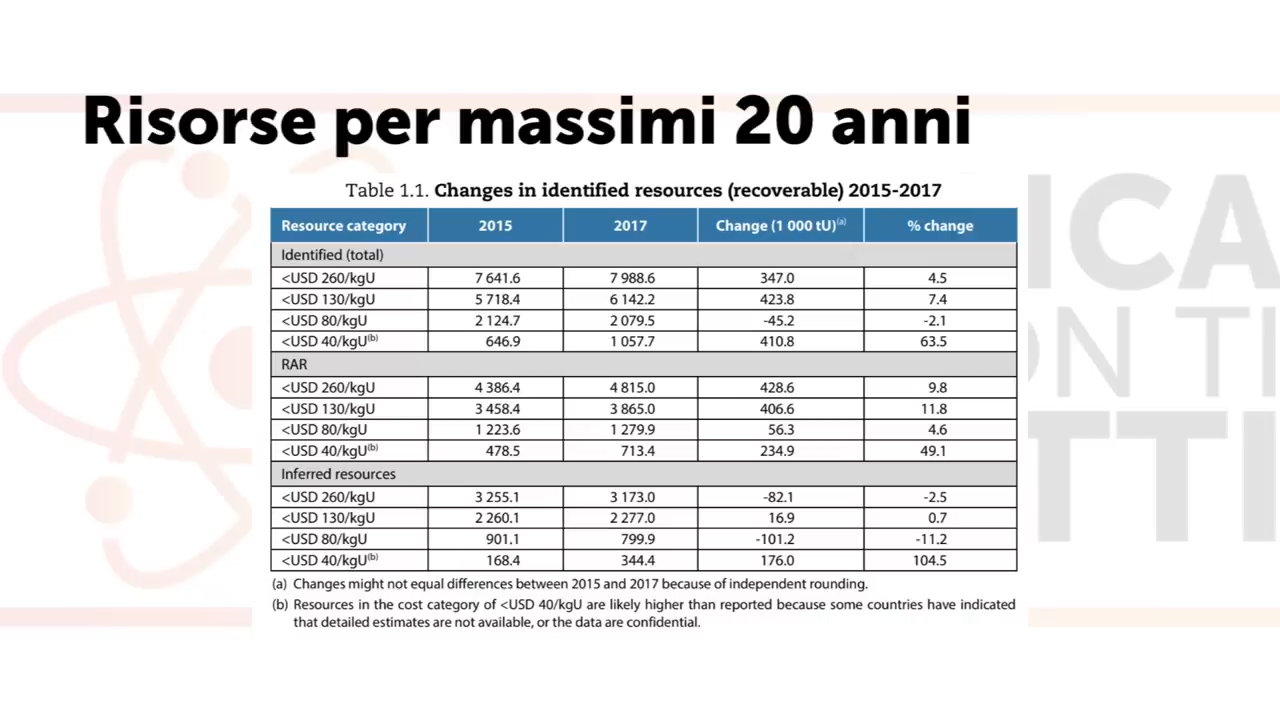 Risorse per massimi 20 anni
Table 1.1. Changes in identified resources (recoverable) 2015-2017
Resource category 2015 2017 Change (1 000 tU)(a) % change
Identified (total)
<USD 260/kgU 7 641.6 7 988.6 347.0 4.5
<USD 130/kgU 5 718.4 6 142.2 423.8 7.4
<USD 80/kgU 2 124.7 2 079.5 -45.2 -2.1
<USD 40/kgU(b) 646.9 1 057.7 410.8 63.5
RAR
<USD 260/kgU 4 386.4 4 815.0 428.6 9.8
<USD 130/kgU 3 458.4 3 865.0 406.6 11.8
<USD 80/kgU 1 223.6 1 279.9 56.3 4.6
<USD 40/kgU(b) 478.5 713.4 234.9 49.1
Inferred resources
<USD 260/kgU 3 255.1 3 173.0 -82.1 -2.5
<USD 130/kgU 2 260.1 2 277.0 16.9 0.7
<USD 80/kgU 901.1 799.9 -101.2 -11.2
<USD 40/kgU(b) 168.4 344.4 176.0 104.5
(a) Changes might not equal differences between 2015 and 2017 because of independent rounding.
(b) Resources in the cost category of <USD 40/kgU are likely higher than reported because some countries have indicated
that detailed estimates are not available, or the data are confidential.